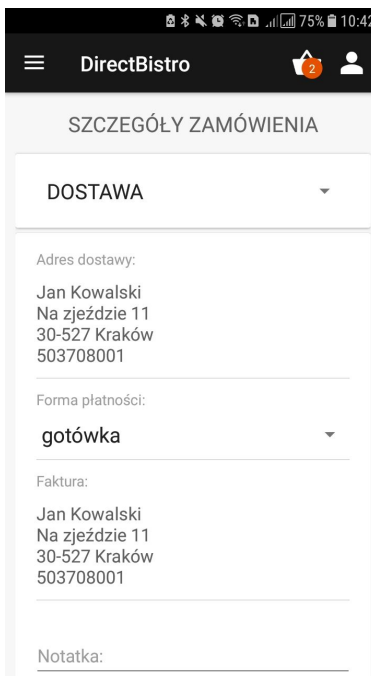 75% 10:42
DirectBistro
2
SZCZEGÓŁY ZAMÓWIENIA
DOSTAWA
Adres dostawy:
Jan Kowalski
Na zjeździe 11
30-527 Kraków
503708001
Forma płatności:
gotówka
Faktura:
Jan Kowalski
Na zjeździe 11
30-527 Kraków
503708001
Notatka: